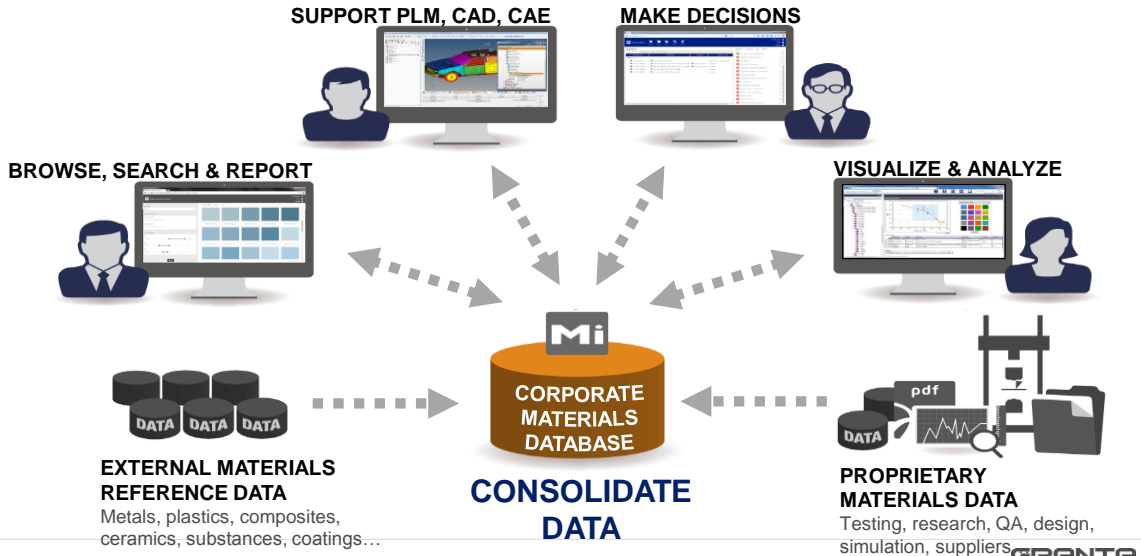 SUPPORT PLM, CAD, CAE
MAKE DECISIONS
BROWSE, SEARCH & REPORT
VISUALIZE & ANALYZE
Mi
CORPORATE
MATERIALS
DATABASE
CONSOLIDATE
DATA
DATA DATA DATA
EXTERNAL MATERIALS
REFERENCE DATA
Metals, plastics, composites,
ceramics, substances, coatings…
pdf
DATA
PROPRIETARY
MATERIALS DATA
Testing, research, QA, design,
simulation, suppliers
GRANTA